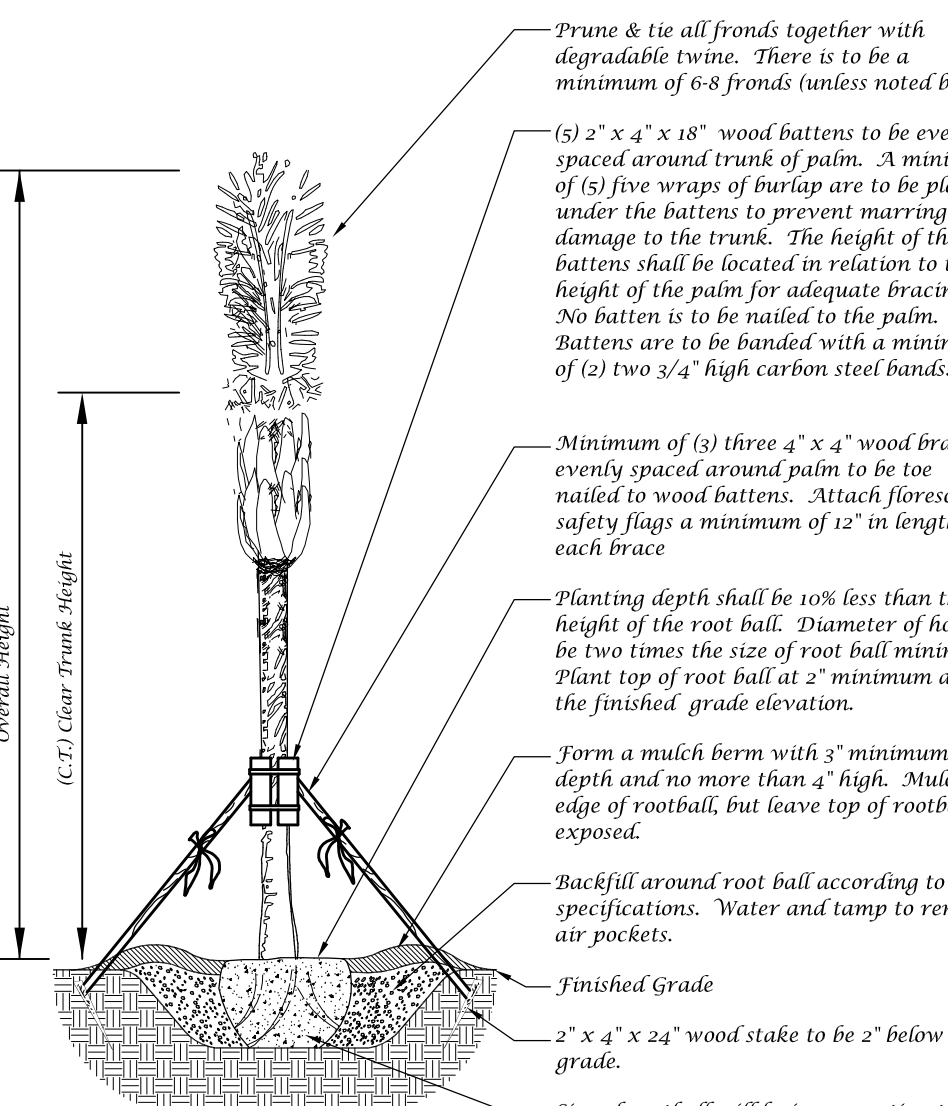 Prune & tie all fronds together with
degradable twine. There is to be a
minimum of 6-8 fronds (unless noted
(5) 2" x 4" x 18" wood battens to be
spaced around trunk of palm. A
of (5) five wraps of burlap are to be
under the battens to prevent marring
damage to the trunk. The height of
battens shall be located in relation to
height of the palm for adequate
No batten is to be nailed to the palm.
Battens are to be banded with a
of (2) two 3/4" high carbon steel bands.
Minimum of (3) three 4" x 4" wood
evenly spaced around palm to be toe
nailed to wood battens. Attach
safety flags a minimum of 12" in
each brace
Planting depth shall be 10% less than
height of the root ball. Diameter of
be two times the size of root ball
Plant top of root ball at 2" minimum
the finished grade elevation.
Form a mulch berm with 3" minimum
depth and no more than 4" high.
edge of rootball, but leave top of
exposed.
Backfill around root ball according to
specifications. Water and tamp to
air pockets.
Finished Grade
2" x 4" x 24" wood stake to be 2" below
grade.
Overall Height
(C.T.) Clear Trunk Height